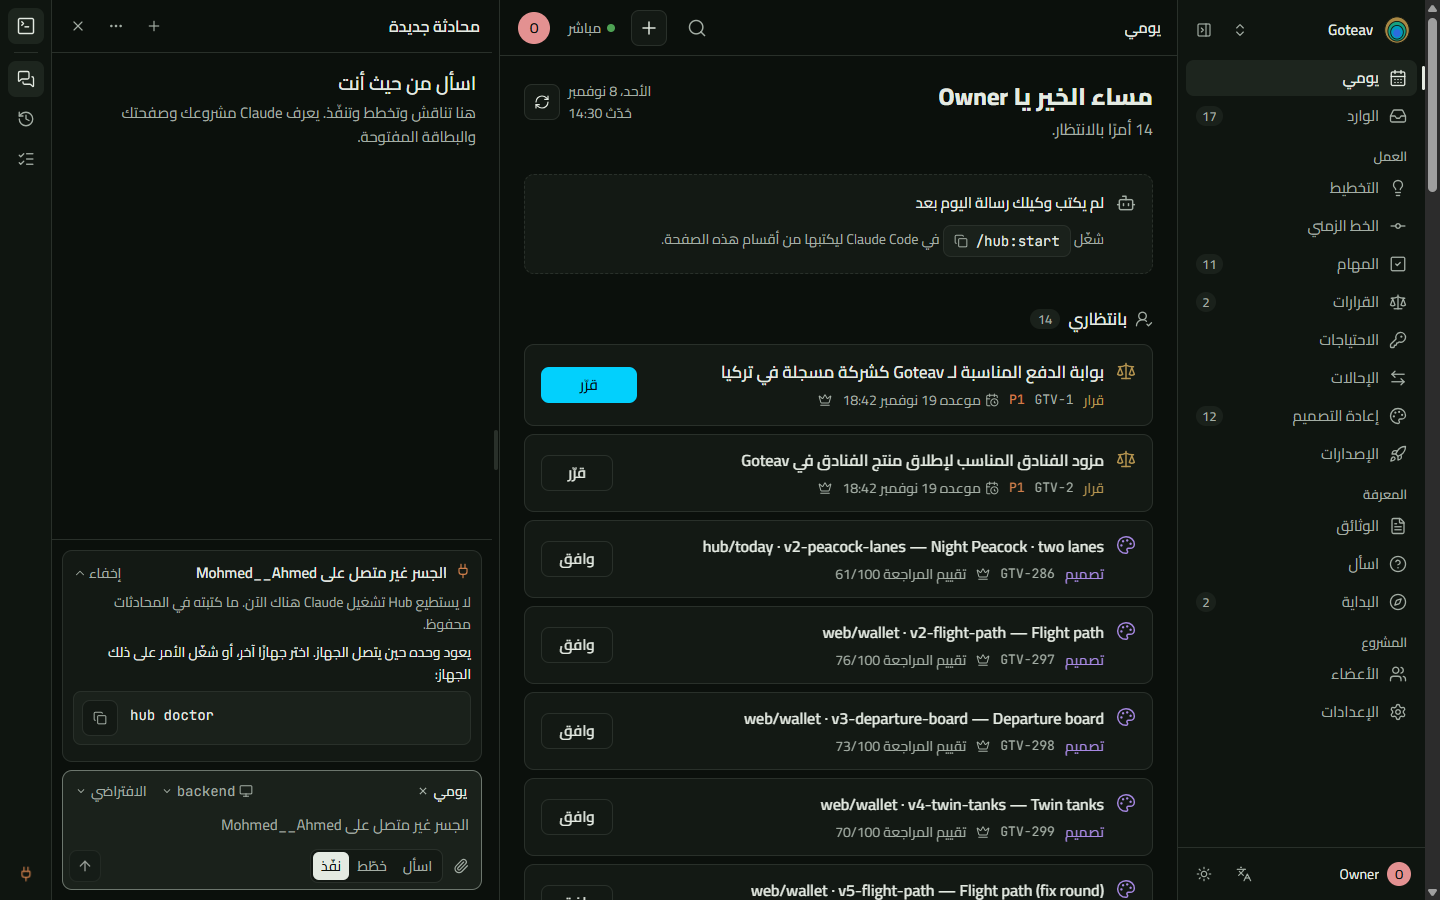 Goteav
يومي
الوارد
17
العمل
التخطيط
الخط الزمني
المهام
11
القرارات
2
الاحتياجات
الإحالات
إعادة التصميم
12
الإصدارات
المعرفة
الوثائق
اسأل
البداية
2
المشروع
الأعضاء
الإعدادات
Owner
O
يومي
مباشر
O
مساء الخير يا Owner
14 أمرًا بالانتظار.
الأحد، 8 نوفمبر
حُدّث 14:30
لم يكتب وكيلك رسالة اليوم بعد
شغّل /hub:start في Claude Code ليكتبها من أقسام هذه الصفحة.
بانتظاري
14
بوابة الدفع المناسبة لـ Goteav كشركة مسجلة في تركيا
قرار GTV-1 P1 موعده 19 نوفمبر 18:42
قرّر
مزود الفنادق المناسب لإطلاق منتج الفنادق في Goteav
قرار GTV-2 P1 موعده 19 نوفمبر 18:42
قرّر
hub/today · v2-peacock-lanes — Night Peacock · two lanes
تصميم GTV-286 تقييم المراجعة 61/100
وافق
web/wallet · v2-flight-path — Flight path
تصميم GTV-297 تقييم المراجعة 76/100
وافق
web/wallet · v3-departure-board — Departure board
تصميم GTV-298 تقييم المراجعة 73/100
وافق
web/wallet · v4-twin-tanks — Twin tanks
تصميم GTV-299 تقييم المراجعة 70/100
وافق
web/wallet · v5-flight-path — Flight path (fix round)
محادثة جديدة
اسأل من حيث أنت
هنا تناقش وتخطط وتنفّذ. يعرف Claude مشروعك وصفحتك
والبطاقة المفتوحة.
الجسر غير متصل على Mohmed__Ahmed
إخفاء
لا يستطيع Hub تشغيل Claude هناك الآن. ما كتبته في المحادثات
محفوظ.
يعود وحده حين يتصل الجهاز. اختر جهازًا آخر، أو شغّل الأمر على ذلك
الجهاز:
hub doctor
يومي
backend
الافتراضي
الجسر غير متصل على Mohmed__Ahmed
اسأل
خطّط
نفّذ